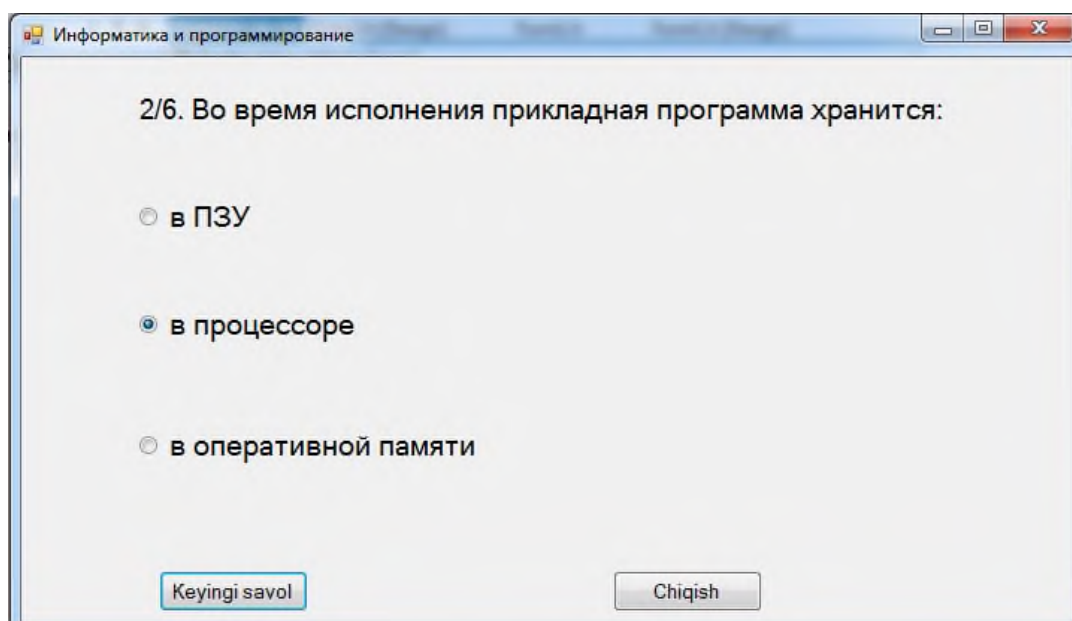 Информатика и программирование
2/6. Во время исполнения прикладная программа хранится:
в ПЗУ
в процессоре
в оперативной памяти
Keyingi savol Chiqish